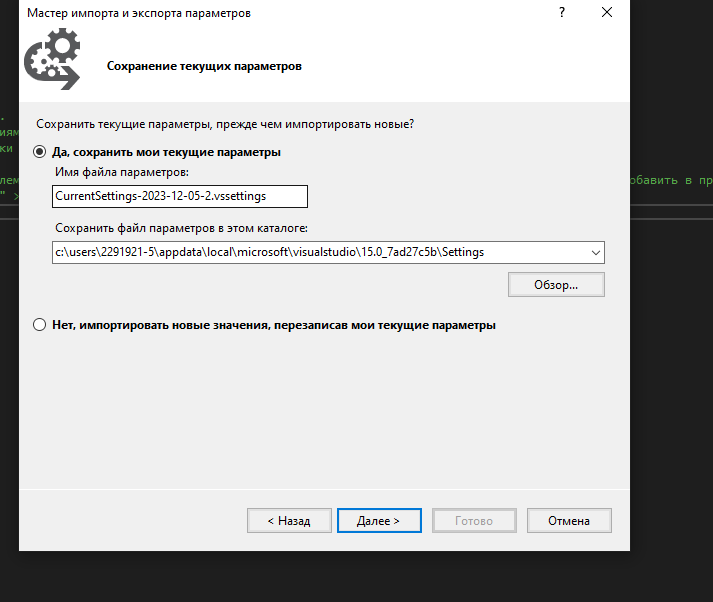 Мастер импорта и экспорта параметров
?
Сохранение текущих параметров
Сохранить текущие параметры, прежде чем импортировать новые?
Да, сохранить мои текущие параметры
Имя файла параметров:
CurrentSettings-2023-12-05-2.vssettings
Сохранить файл параметров в этом каталоге:
c:\users\2291921-5\appdata\local\microsoft\visualstudio\15.0_7ad27c5b\Settings
Обзор...
Нет, импортировать новые значения, перезаписав мои текущие параметры
< Назад
Далее >
Готово
Отмена
.
иям
ки
лем
обавить в пр
" >